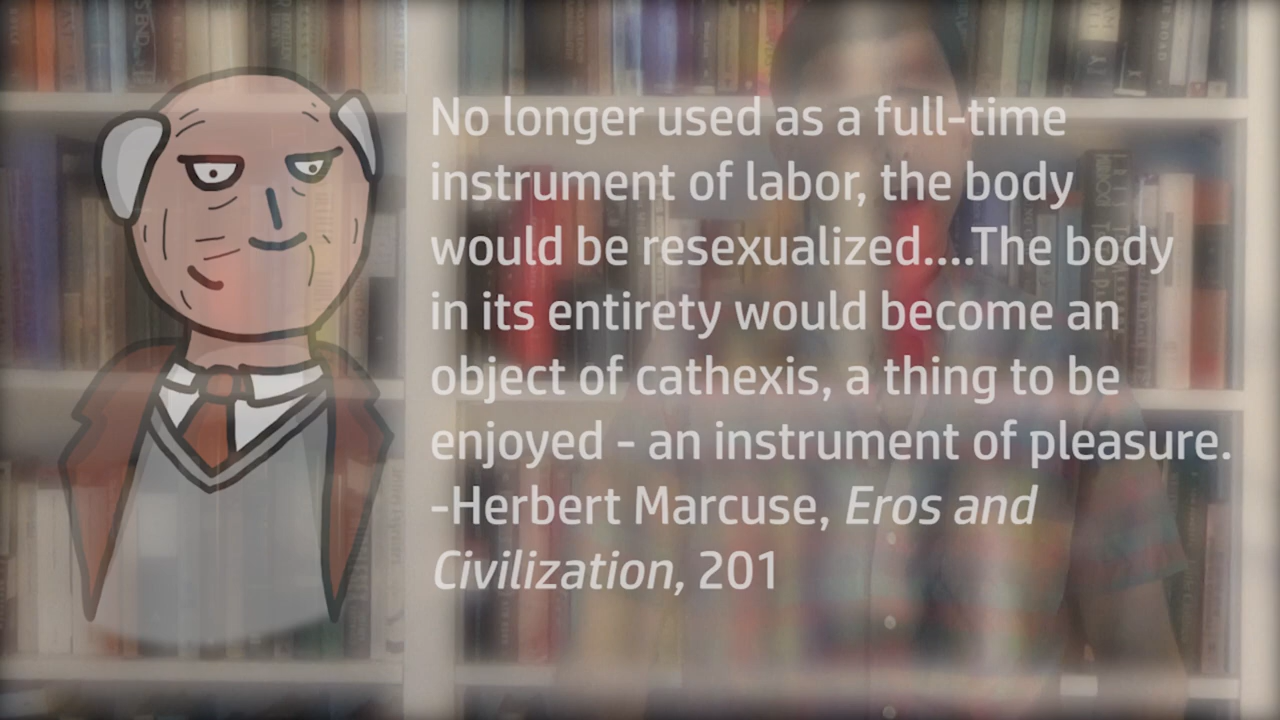 No longer used as a full-time
instrument of labor, the body
would be resexualized....The body
in its entirety would become an
object of cathexis, a thing to be
enjoyed - an instrument of pleasure.
-Herbert Marcuse, Eros and
Civilization, 201